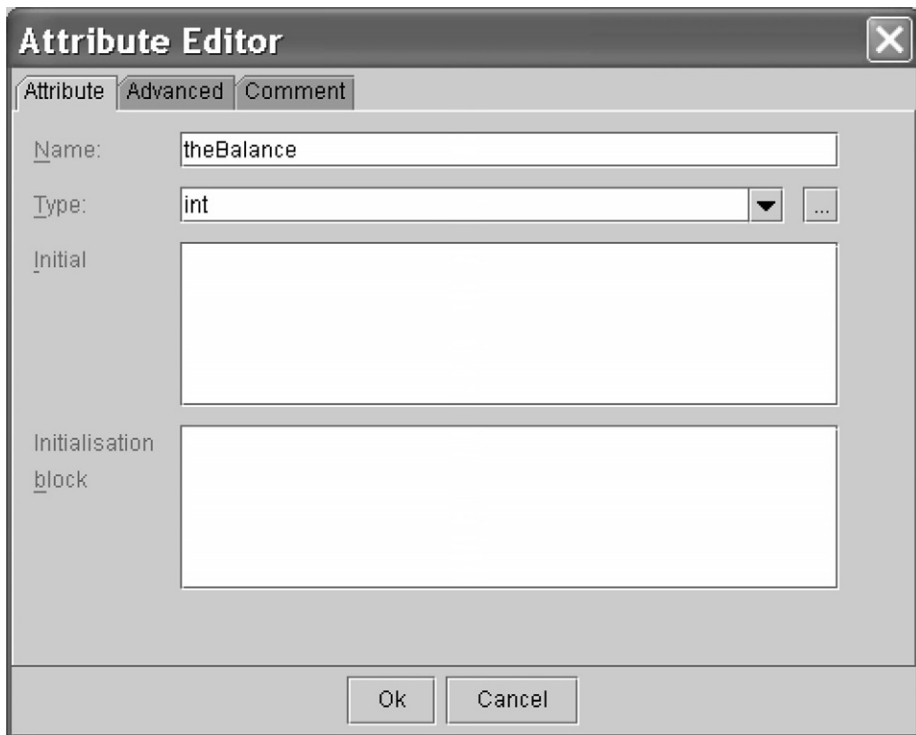 Attribute Editor
Attribute Advanced Comment
Name: theBalance
Type: int ...
Initial
Initialisation
block
Ok Cancel